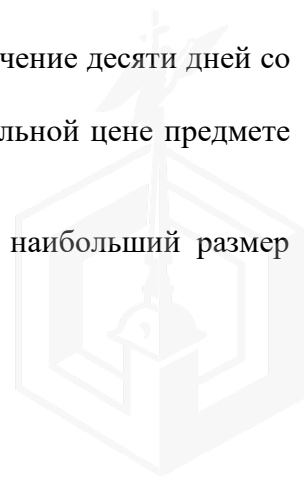 чение десяти дней со
льной цене предмете
наибольший размер